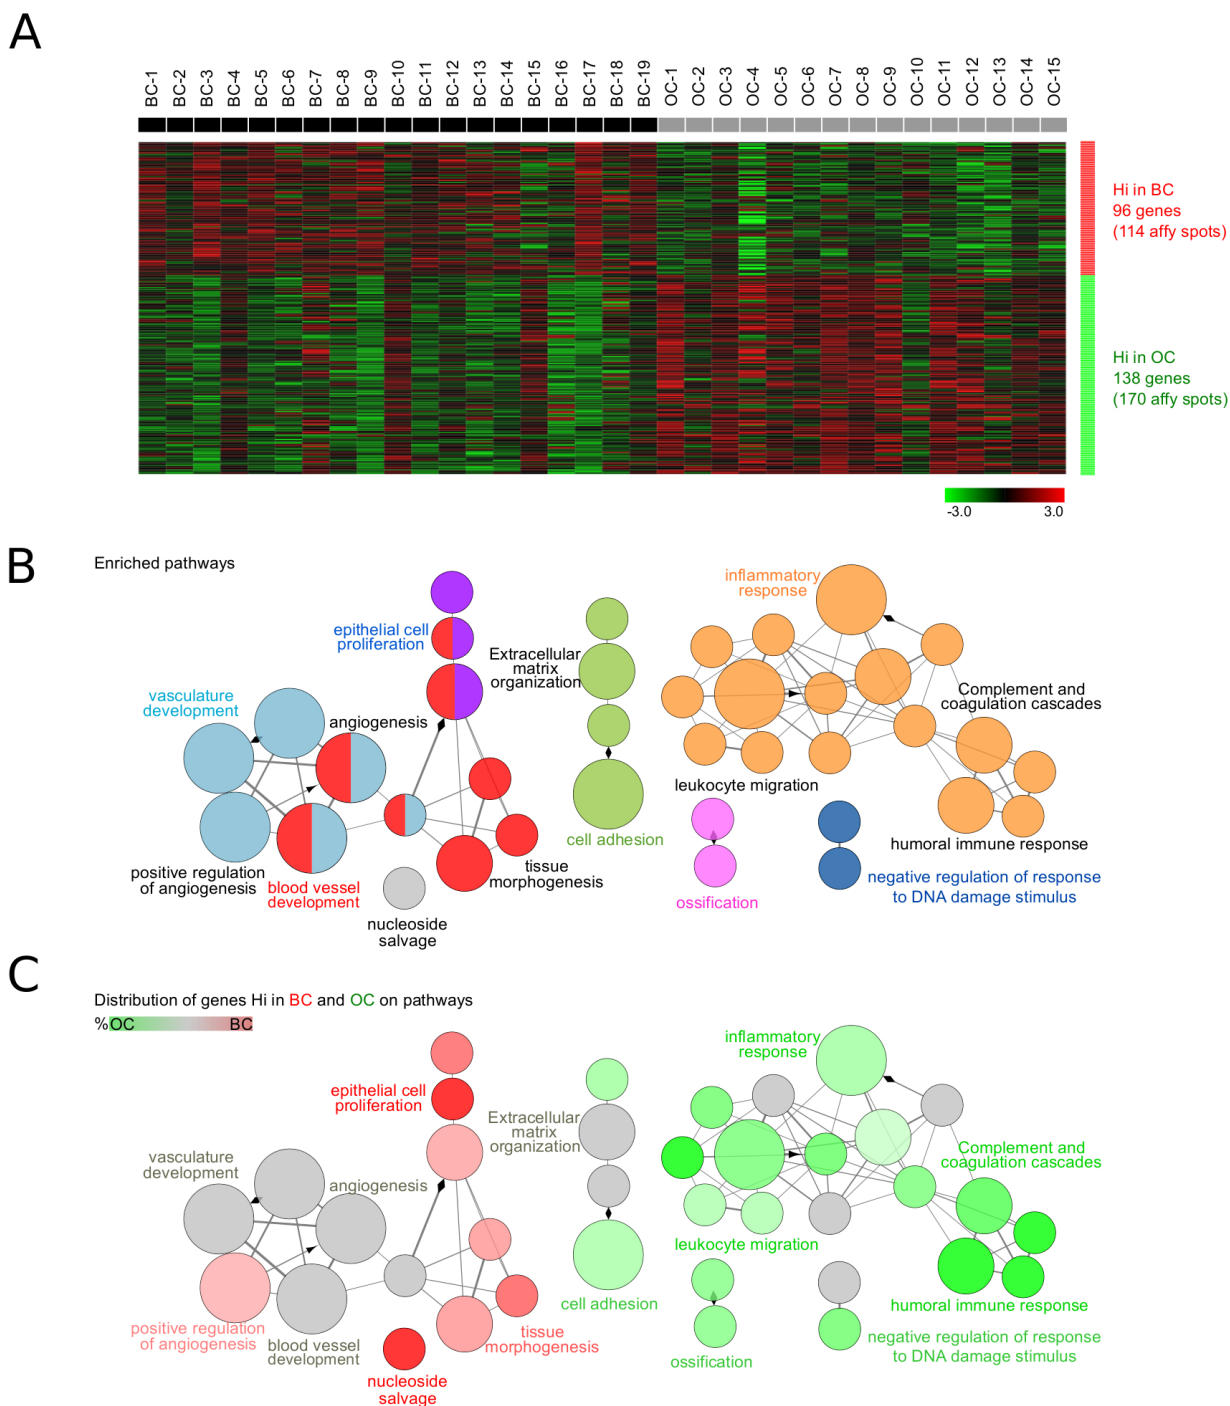 A
BC-1
BC-2
BC-3
BC-4
BC-5
BC-6
BC-7
BC-8
BC-9
BC-10
BC-11
BC-12
BC-13
BC-14
BC-15
BC-16
BC-17
BC-18
BC-19
OC-1
OC-2
OC-3
OC-4
OC-5
OC-6
OC-7
OC-8
OC-9
OC-10
OC-11
OC-12
OC-13
OC-14
OC-15
Hi in BC
96 genes
(114 affy spots)
Hi in OC
138 genes
(170 affy spots)
-3.0 3.0
B
Enriched pathways
inflammatory
response
epithelial cell
proliferation
Extracellular
matrix
organization
vasculature
development
angiogenesis
Complement and
coagulation cascades
leukocyte migration
cell adhesion
humoral immune response
positive regulation
of angiogenesis
blood vessel
development
tissue
morphogenesis
negative regulation of response
to DNA damage stimulus
ossification
nucleoside
salvage
C
Distribution of genes Hi in BC and OC on pathways
% OC BC
inflammatory
response
epithelial cell
proliferation
Extracellular
matrix
organization
vasculature
development
angiogenesis
Complement and
coagulation cascades
leukocyte migration
cell adhesion
humoral immune response
positive regulation
of angiogenesis
blood vessel
development
tissue
morphogenesis
negative regulation of response
to DNA damage stimulus
ossification
nucleoside
salvage